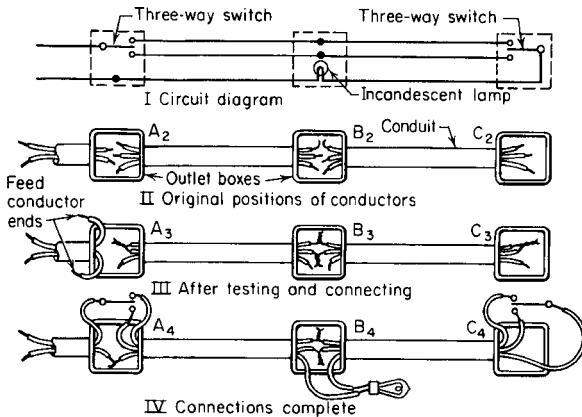 Three-way switch
Three-way switch
I Circuit diagram
Incandescent lamp
A2
B2
Conduit
C2
Feed conductor ends
Outlet boxes
II Original positions of conductors
A3
B3
C3
III After testing and connecting
A4
B4
C4
IV Connections complete